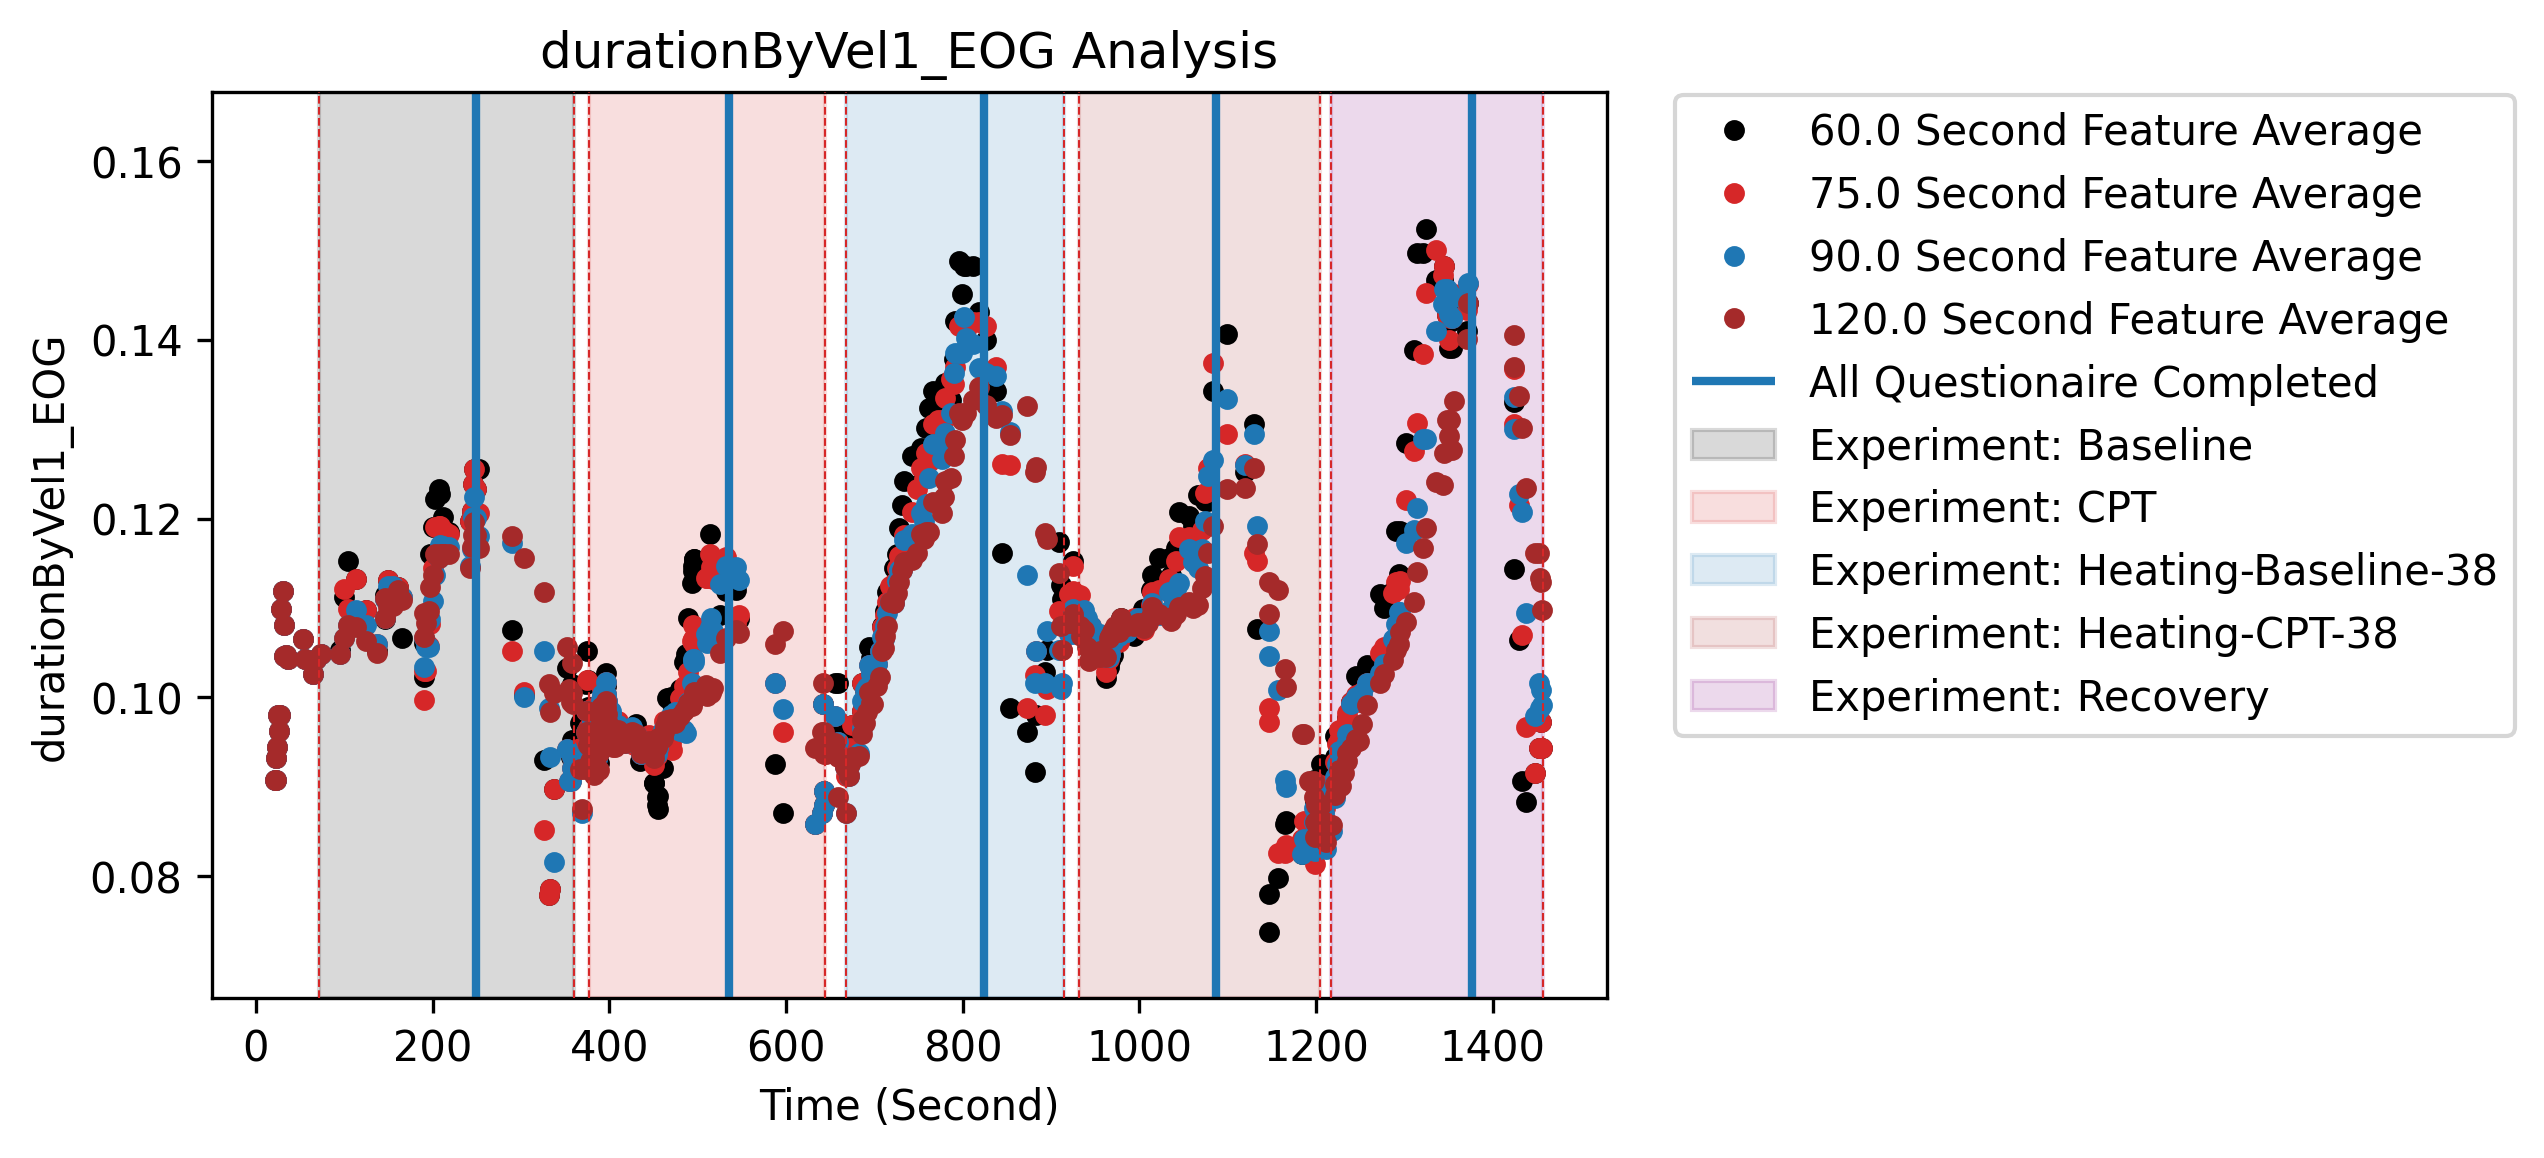 durationByVel1_EOG Analysis
durationByVel1_EOG
0.16
0.14
0.12
0.10
0.08
0 200 400 600 800 1000 1200 1400
Time (Second)
60.0 Second Feature Average
75.0 Second Feature Average
90.0 Second Feature Average
120.0 Second Feature Average
All Questionaire Completed
Experiment: Baseline
Experiment: CPT
Experiment: Heating-Baseline-38
Experiment: Heating-CPT-38
Experiment: Recovery